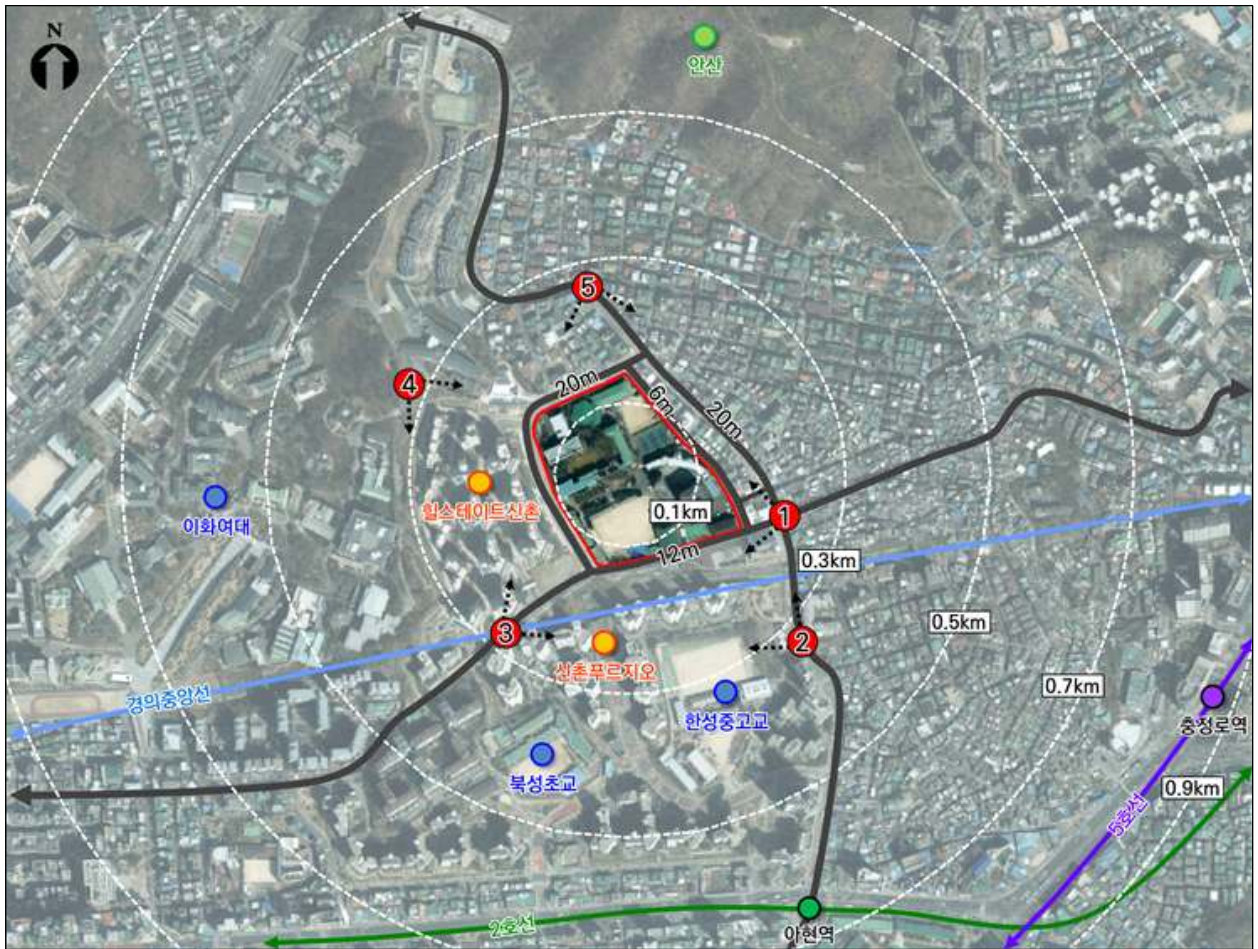 N
안산
5
4
20m
6m
20m
힐스테이트신촌
이화여대
0.1km
1
12m
0.3km
3
2
0.5km
신촌푸르지오
0.7km
경의중앙선
한성중고교
충정로역
북성초교
0.9km
5호선
2호선
아현역